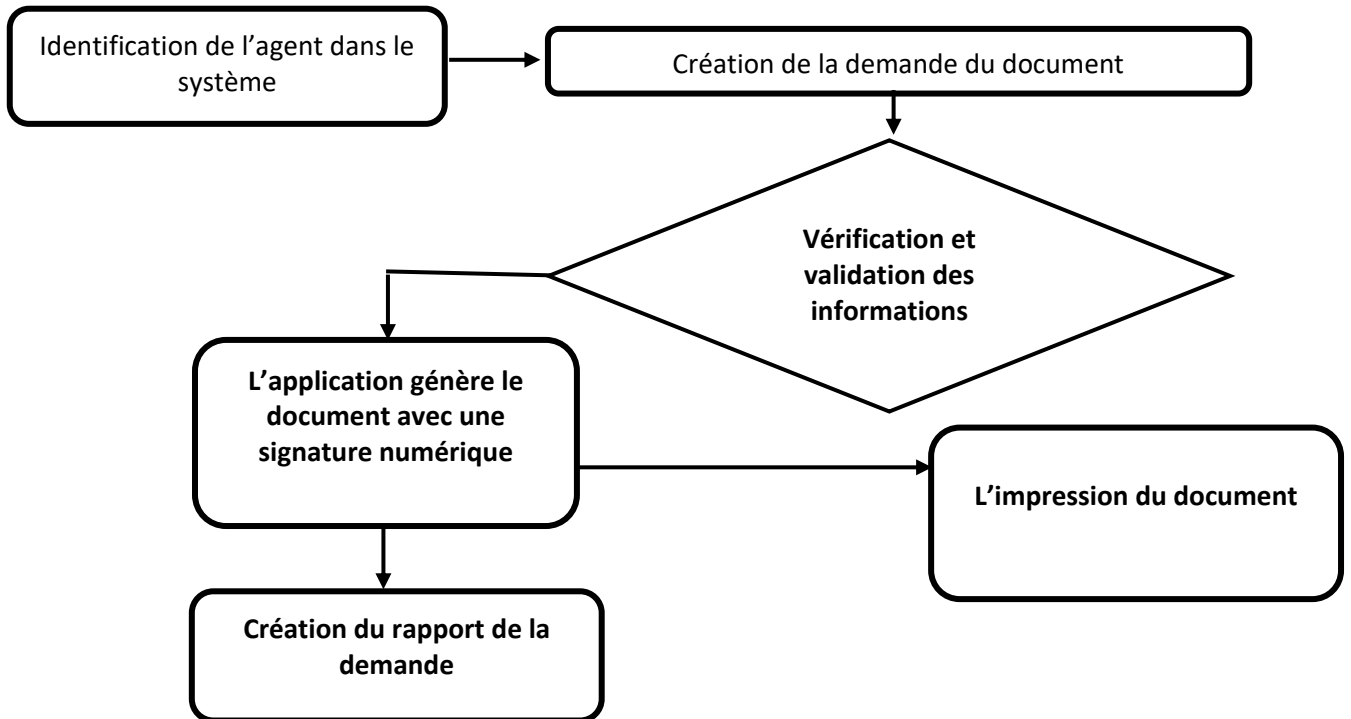 Identification de l’agent dans le
système
Création de la demande du document
Vérification et
validation des
informations
L’application génère le
document avec une
signature numérique
L’impression du document
Création du rapport de la
demande